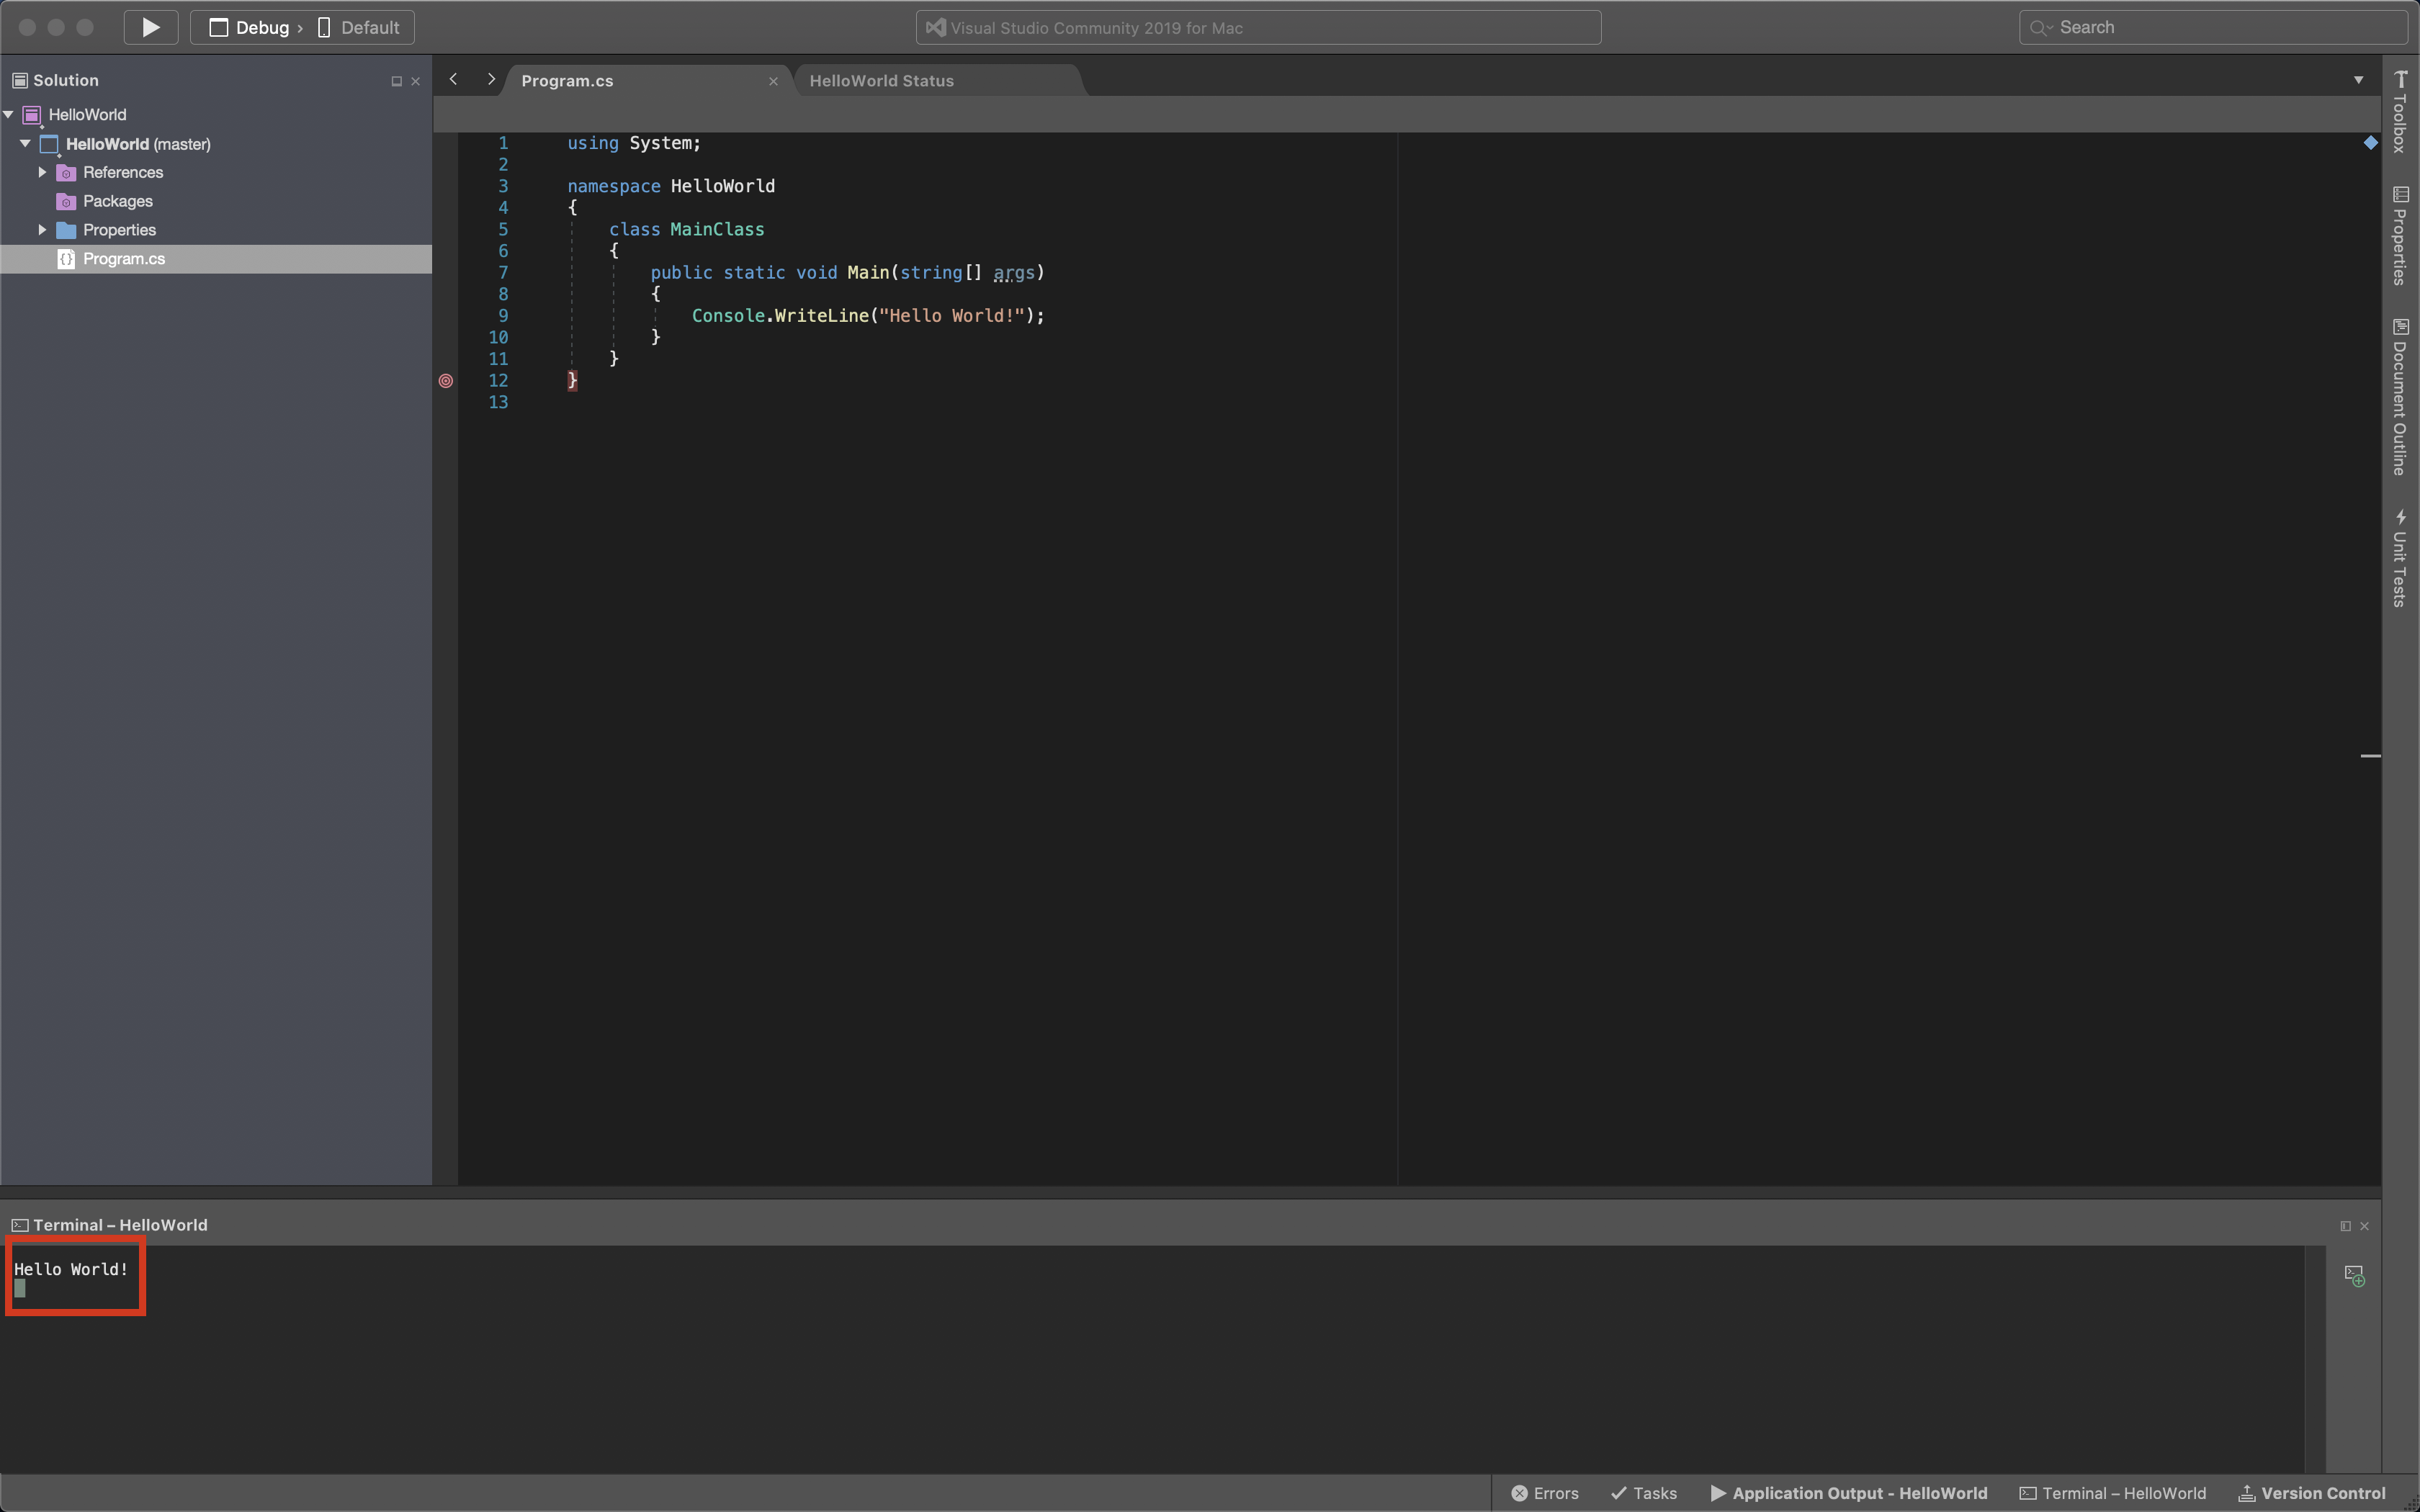 Debug › Default
Visual Studio Community 2019 for Mac
Search
Solution
HelloWorld
HelloWorld (master)
References
Packages
Properties
Program.cs
Program.cs
HelloWorld Status
1 using System;
2
3 namespace HelloWorld
4 {
5 class MainClass
6 {
7 public static void Main(string[] args)
8 {
9 Console.WriteLine("Hello World!");
10 }
11 }
12 }
13
Toolbox
Properties
Document Outline
Unit Tests
Terminal – HelloWorld
Hello World!
Errors
Tasks
Application Output - HelloWorld
Terminal – HelloWorld
Version Control